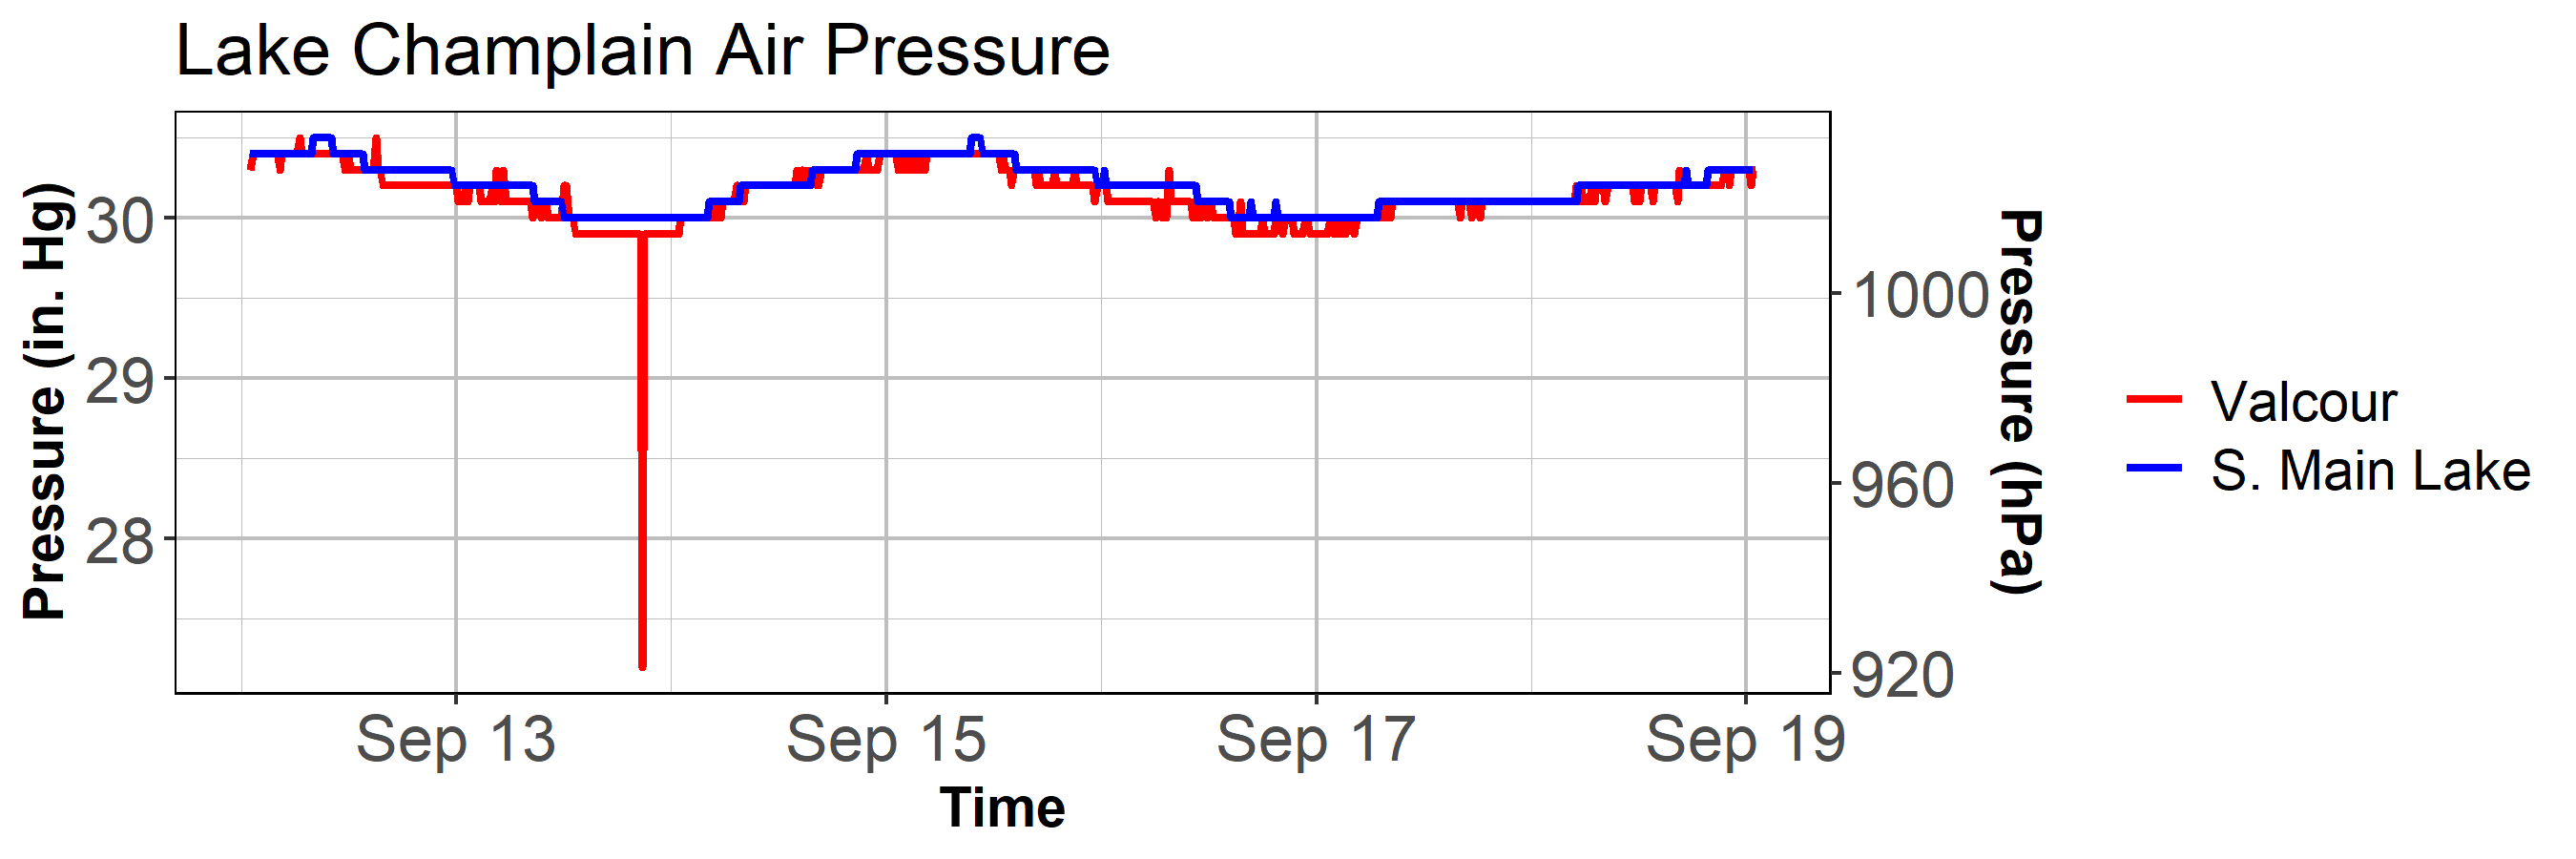 Lake Champlain Air Pressure
Pressure (in. Hg)
30
29
28
1000
960
920
Pressure (hPa)
Sep 13
Sep 15
Sep 17
Sep 19
Time
Valcour
S. Main Lake